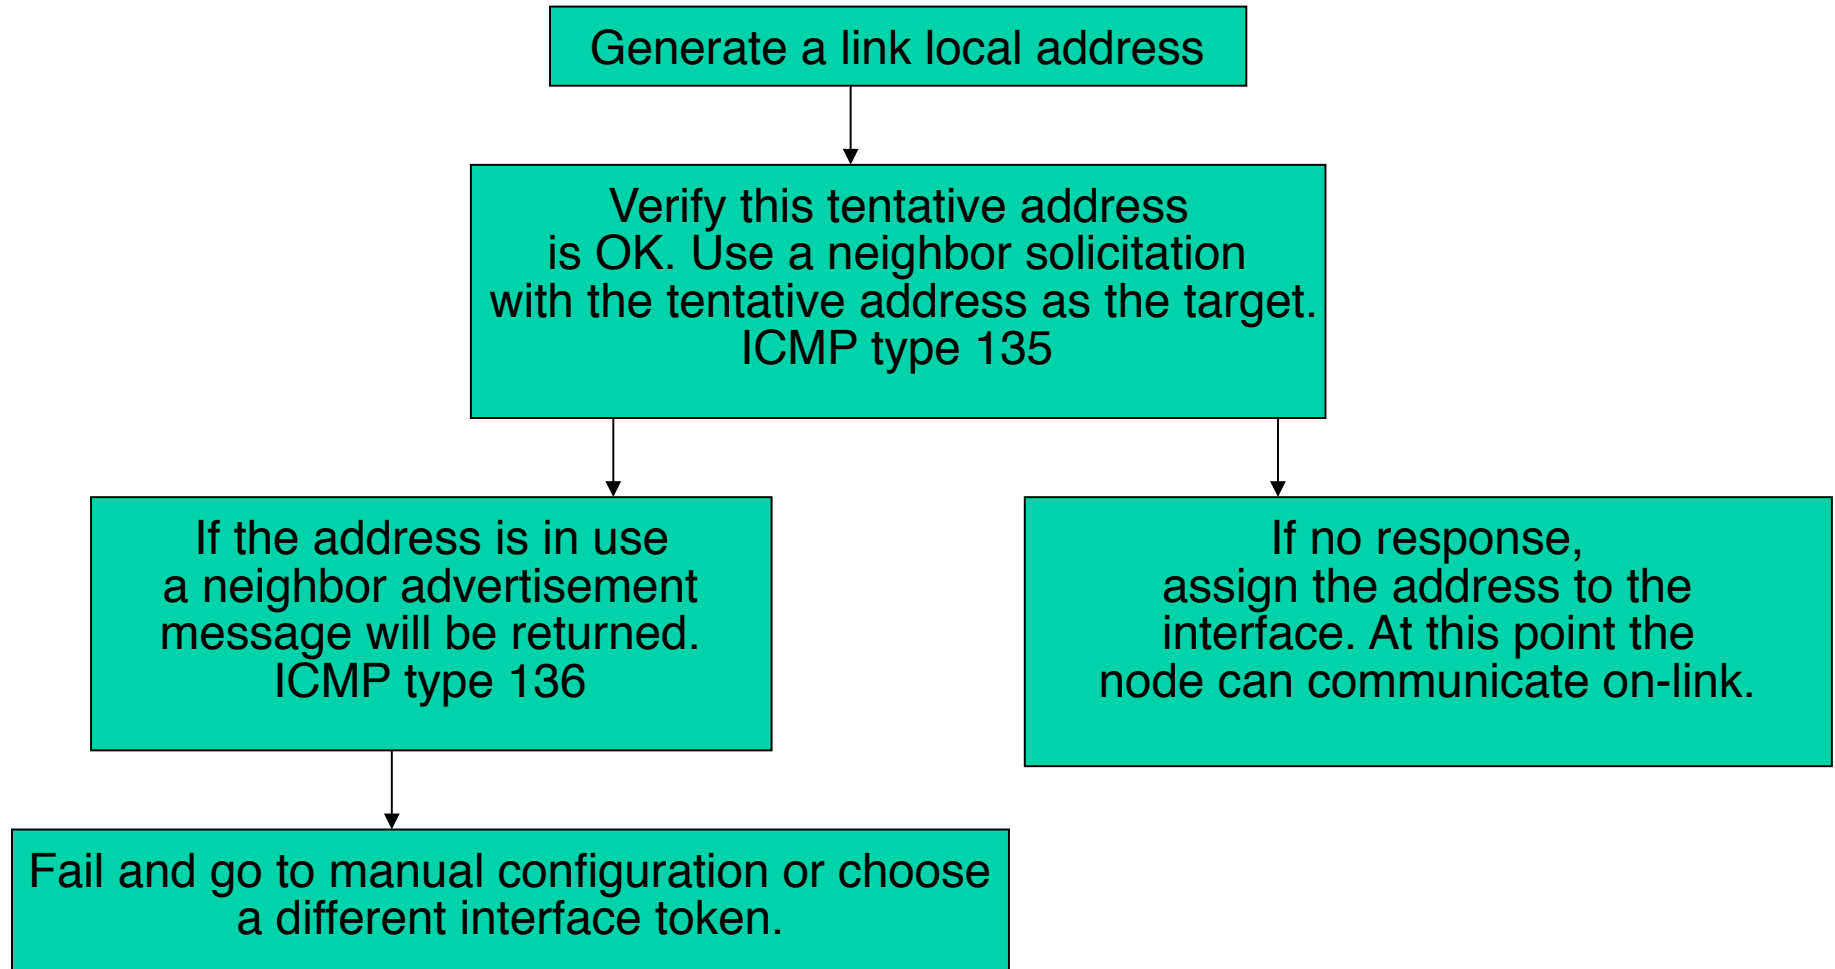 Generate a link local address
Verify this tentative address
is OK. Use a neighbor solicitation
with the tentative address as the target.
ICMP type 135
If the address is in use
a neighbor advertisement
message will be returned.
ICMP type 136
If no response,
assign the address to the
interface. At this point the
node can communicate on-link.
Fail and go to manual configuration or choose
a different interface token.